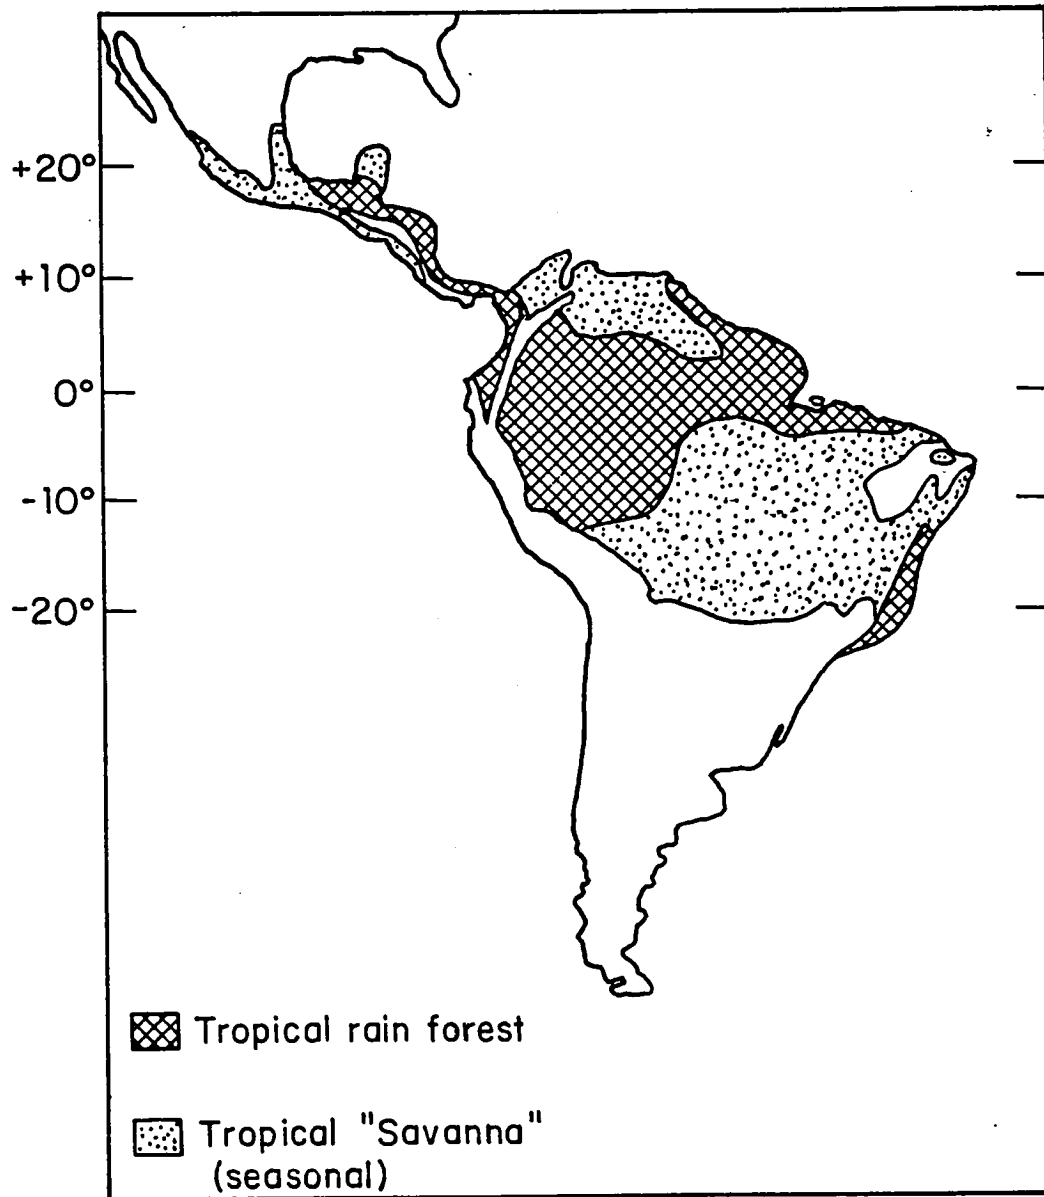 +20°
+10°
0°
-10°
-20°
Tropical rain forest
Tropical "Savanna"
(seasonal)